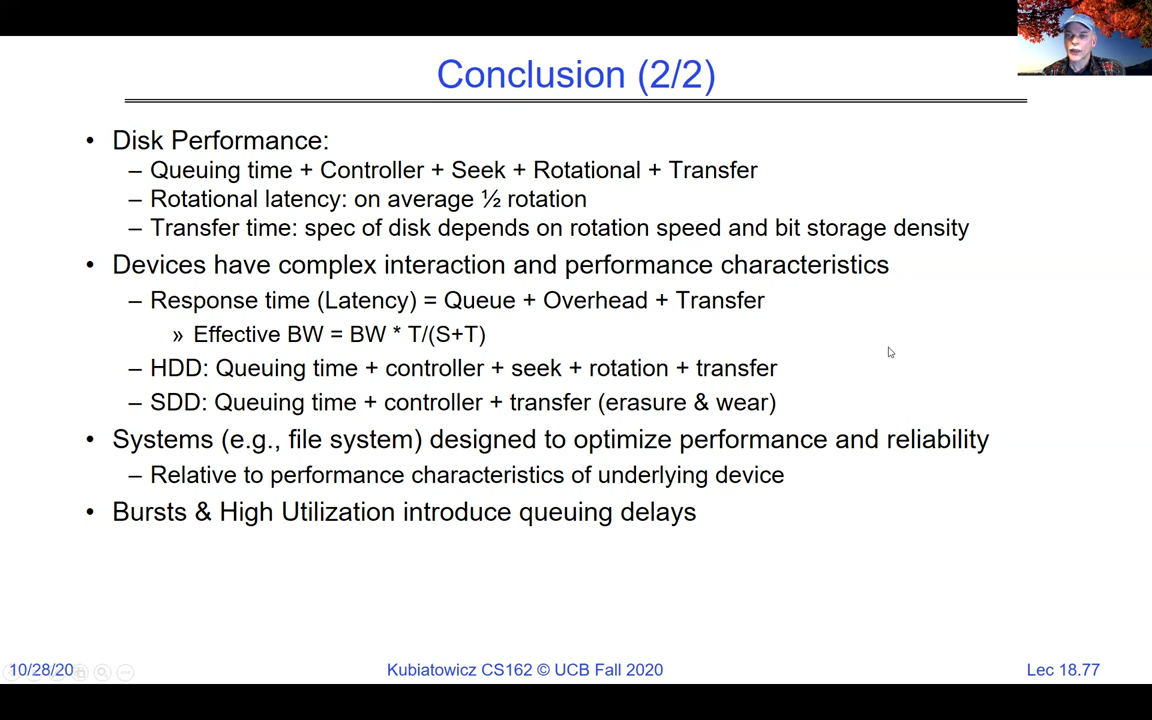 Conclusion (2/2)
• Disk Performance:
– Queuing time + Controller + Seek + Rotational + Transfer
– Rotational latency: on average ½ rotation
– Transfer time: spec of disk depends on rotation speed and bit storage density
• Devices have complex interaction and performance characteristics
– Response time (Latency) = Queue + Overhead + Transfer
» Effective BW = BW * T/(S+T)
– HDD: Queuing time + controller + seek + rotation + transfer
– SDD: Queuing time + controller + transfer (erasure & wear)
• Systems (e.g., file system) designed to optimize performance and reliability
– Relative to performance characteristics of underlying device
• Bursts & High Utilization introduce queuing delays
10/28/20 Kubiatowicz CS162 © UCB Fall 2020 Lec 18.77